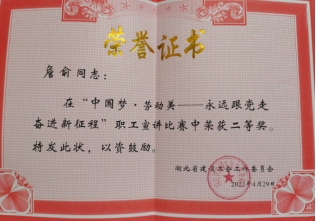 荣誉证书
詹俞同志：
在“中国梦·劳动美——永远跟党走
奋进新征程”职工宣讲比赛中荣获二等奖。
特发此状，以资鼓励。
湖北省建设工会工作委员会
2021年4月29日